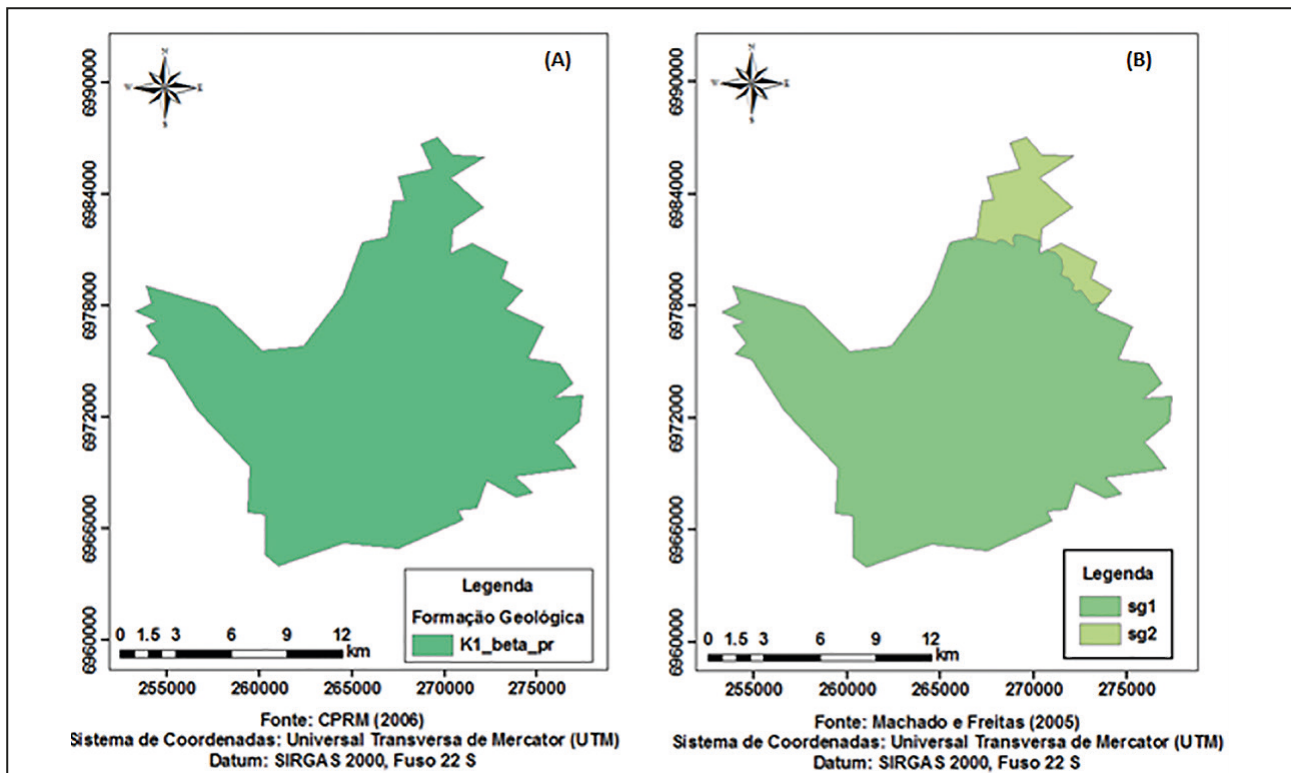 (A)
N
W
E
S
6990000
6984000
6978000
6972000
6966000
6960000
Legenda
Formação Geológica
K1_beta_pr
0 1.5 3 6 9 12
km
255000 260000 265000 270000 275000
Fonte: CPRM (2006)
Sistema de Coordenadas: Universal Transversa de Mercator (UTM)
Datum: SIRGAS 2000, Fuso 22 S
(B)
N
W
E
S
6990000
6984000
6978000
6972000
6966000
6960000
Legenda
sg1
sg2
0 1.5 3 6 9 12
km
255000 260000 265000 270000 275000
Fonte: Machado e Freitas (2005)
Sistema de Coordenadas: Universal Transversa de Mercator (UTM)
Datum: SIRGAS 2000, Fuso 22 S